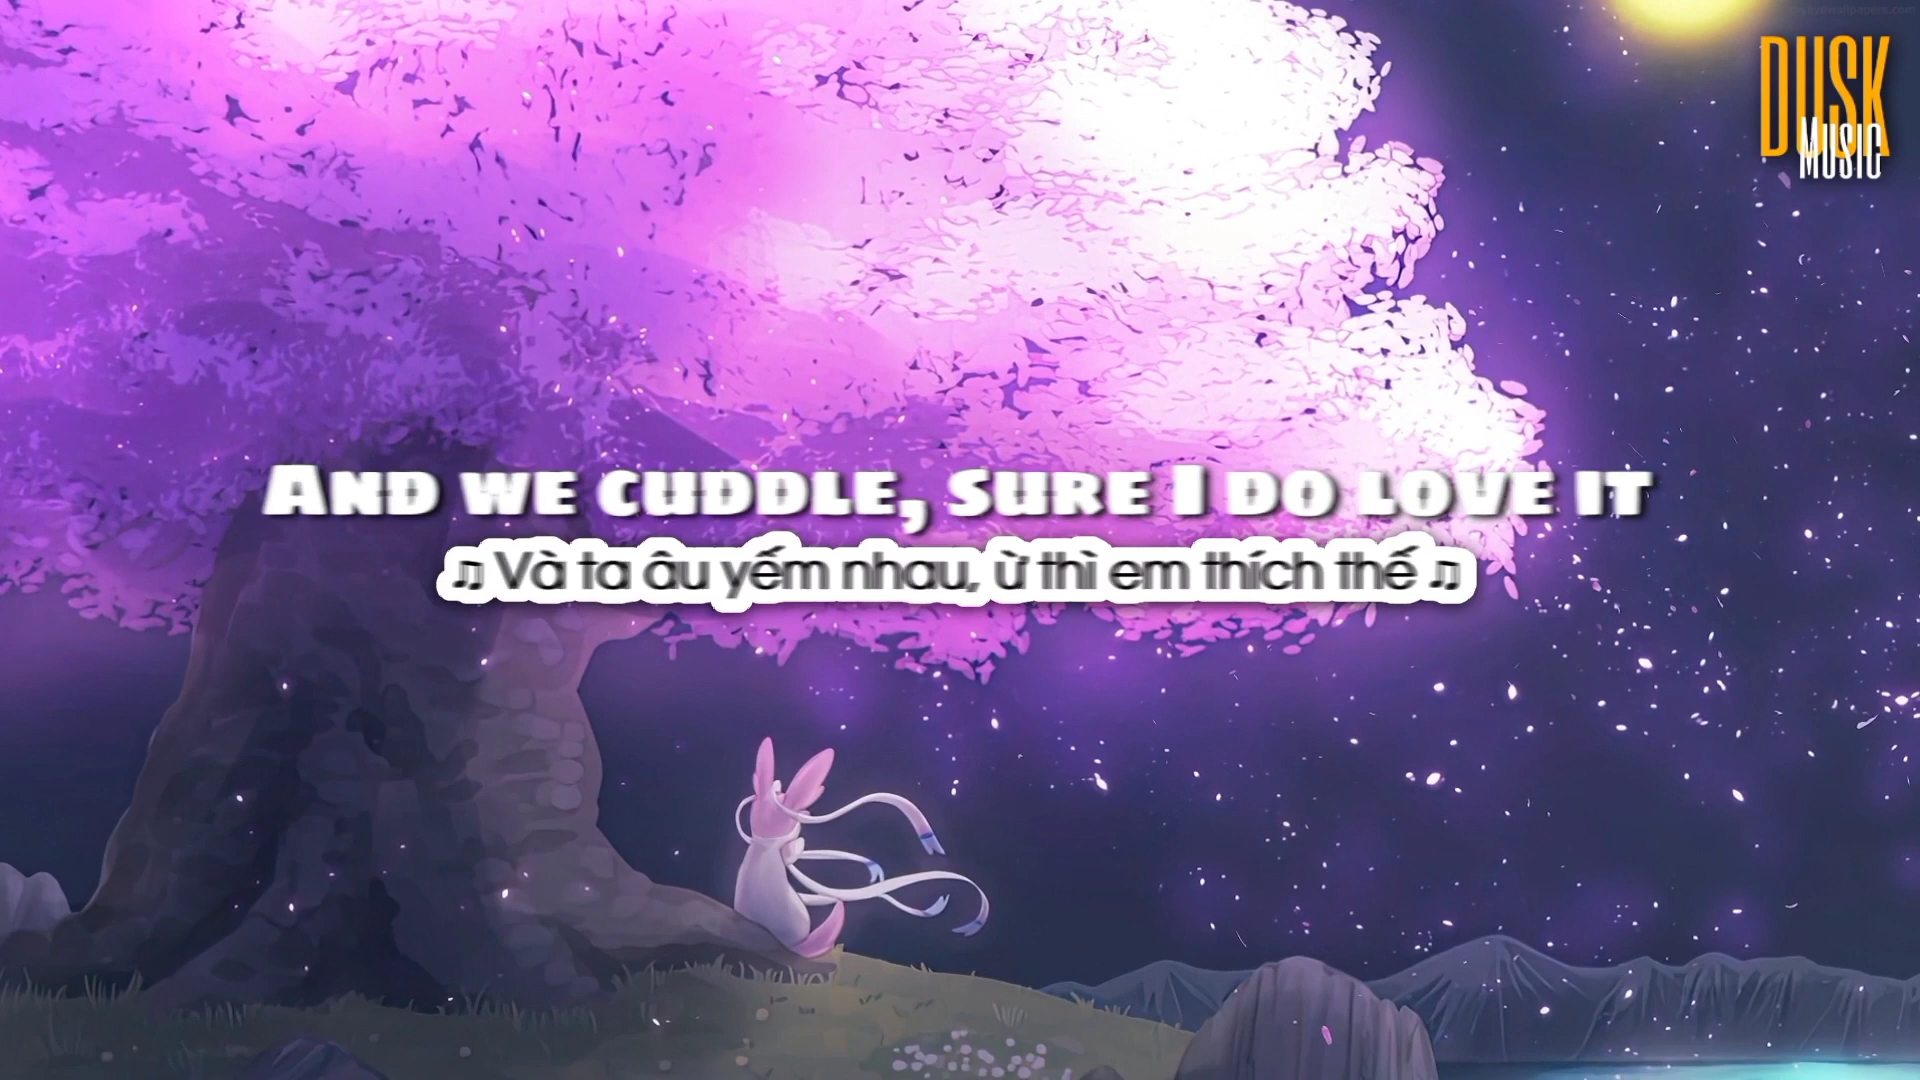 DUSK
MUSIC
AND WE CUDDLE, SURE I DO LOVE IT
♫ Và ta âu yếm nhau, ừ thì em thích thế ♫